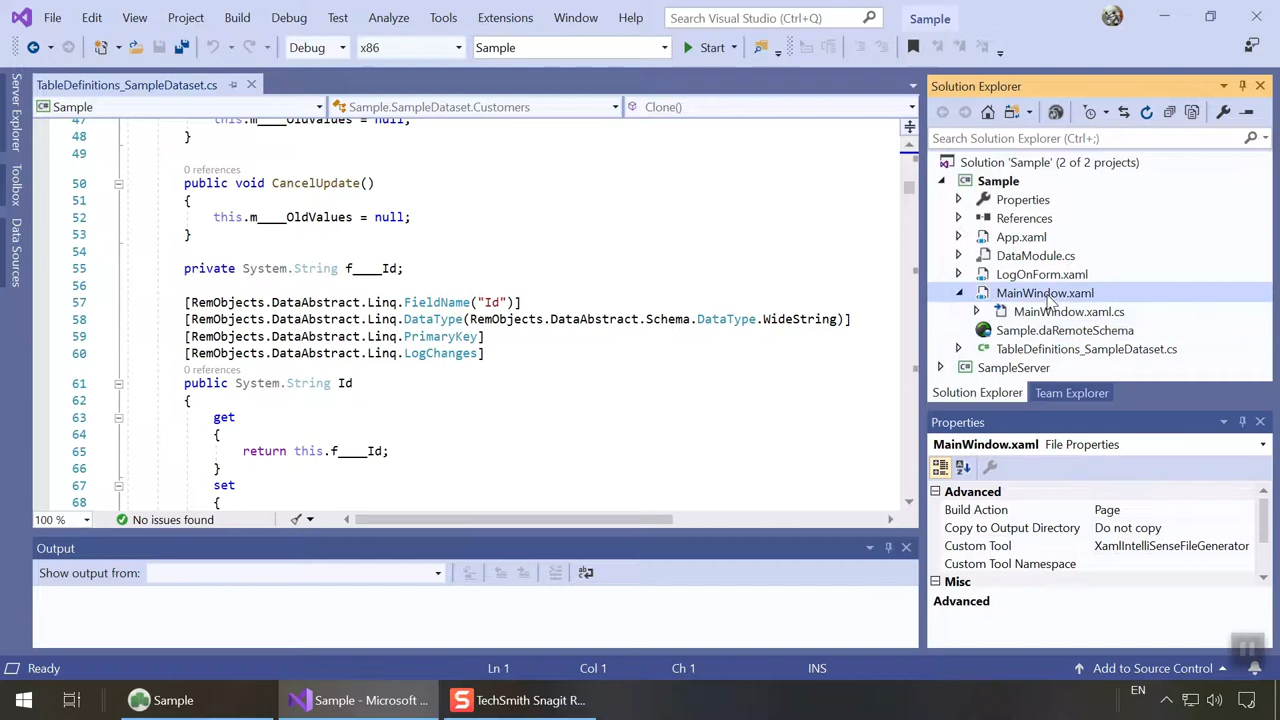 File Edit View Project Build Debug Test Analyze Tools Extensions Window Help Search Visual Studio (Ctrl+Q) Sample
Debug x86 Sample Start
Server Explorer
Toolbox
Data Sources
TableDefinitions_SampleDataset.cs
Sample Sample.SampleDataset.Customers Clone()
47 this.m____OldValues = null;
48 }
49
0 references
50 public void CancelUpdate()
51 {
52 this.m____OldValues = null;
53 }
54
55 private System.String f____Id;
56
57 [RemObjects.DataAbstract.Linq.FieldName("Id")]
58 [RemObjects.DataAbstract.Linq.DataType(RemObjects.DataAbstract.Schema.DataType.WideString)]
59 [RemObjects.DataAbstract.Linq.PrimaryKey]
60 [RemObjects.DataAbstract.Linq.LogChanges]
0 references
61 public System.String Id
62 {
63 get
64 {
65 return this.f____Id;
66 }
67 set
68 {
100 % No issues found
Output
Show output from:
Solution Explorer
Search Solution Explorer (Ctrl+;)
Solution 'Sample' (2 of 2 projects)
Sample
Properties
References
App.xaml
DataModule.cs
LogOnForm.xaml
MainWindow.xaml
MainWindow.xaml.cs
Sample.daRemoteSchema
TableDefinitions_SampleDataset.cs
SampleServer
Solution Explorer Team Explorer
Properties
MainWindow.xaml File Properties
Advanced
Build Action Page
Copy to Output Directory Do not copy
Custom Tool XamlIntelliSenseFileGenerator
Custom Tool Namespace
Misc
Advanced
Ready Ln 1 Col 1 Ch 1 INS Add to Source Control
Sample Sample - Microsoft ... TechSmith Snagit R... EN